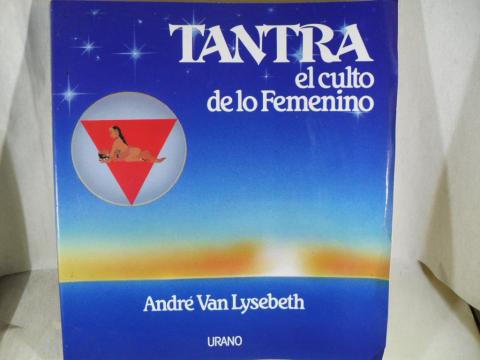 TANTRA
el culto
de lo Femenino
André Van Lysebeth
URANO